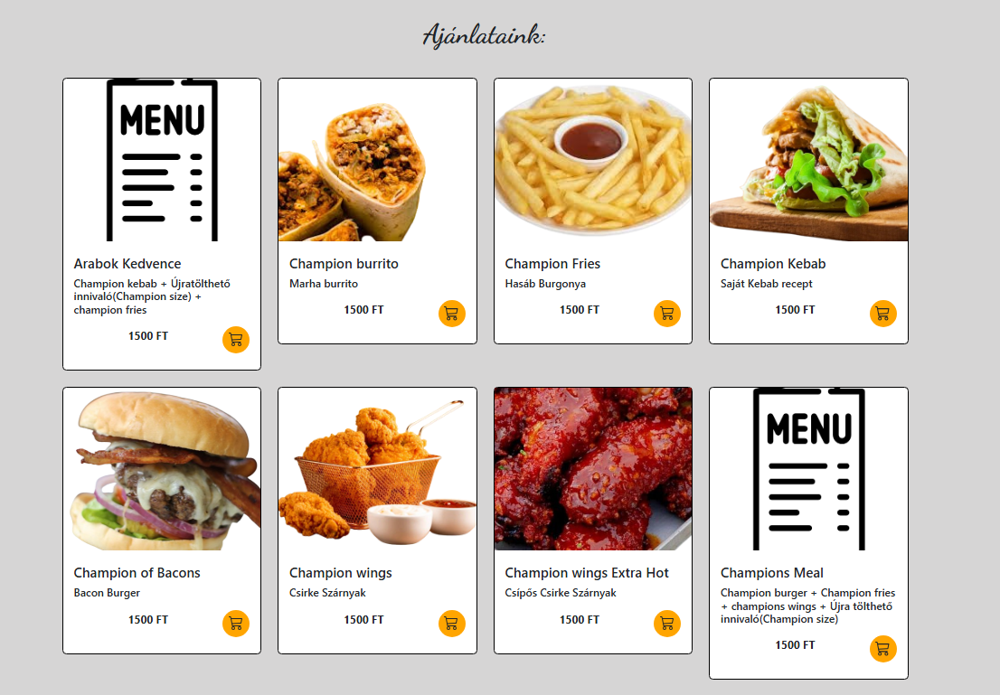 Ajánlataink:
MENU
Arabok Kedvence
Champion kebab + Újratölthető
innivaló(Champion size) +
champion fries
1500 FT
Champion burrito
Marha burrito
1500 FT
Champion Fries
Hasáb Burgonya
1500 FT
Champion Kebab
Saját Kebab recept
1500 FT
Champion of Bacons
Bacon Burger
1500 FT
Champion wings
Csirke Szárnyak
1500 FT
Champion wings Extra Hot
Csípős Csirke Szárnyak
1500 FT
MENU
Champions Meal
Champion burger + Champion fries
+ champions wings + Újra tölthető
innivaló(Champion size)
1500 FT